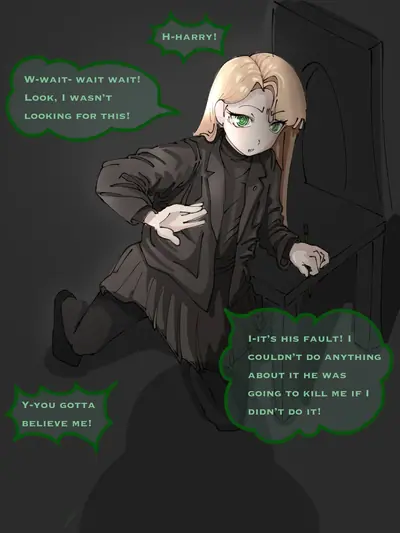 H-HARRY!
W-WAIT- WAIT WAIT!
LOOK, I WASN'T
LOOKING FOR THIS!
I-IT'S HIS FAULT! I
COULDN'T DO ANYTHING
ABOUT IT HE WAS
GOING TO KILL ME IF I
DIDN'T DO IT!
Y-YOU GOTTA
BELIEVE ME!